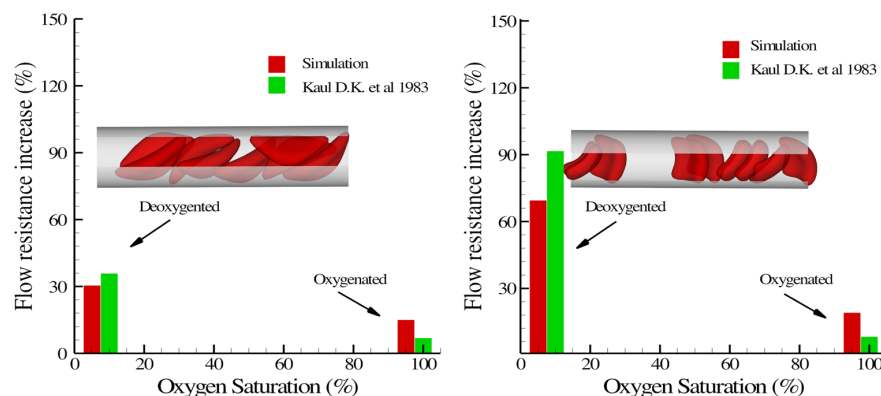 150
120
90
60
30
0
Flow resistance increase (%)
Simulation
Kaul D.K. et al 1983
Deoxygented
Oxygenated
0 20 40 60 80 100
Oxygen Saturation (%)
150
120
90
60
30
Flow resistance increase (%)
Simulation
Kaul D.K. et al 1983
Deoxygented
Oxygenated
0 20 40 60 80 100
Oxygen Saturation (%)